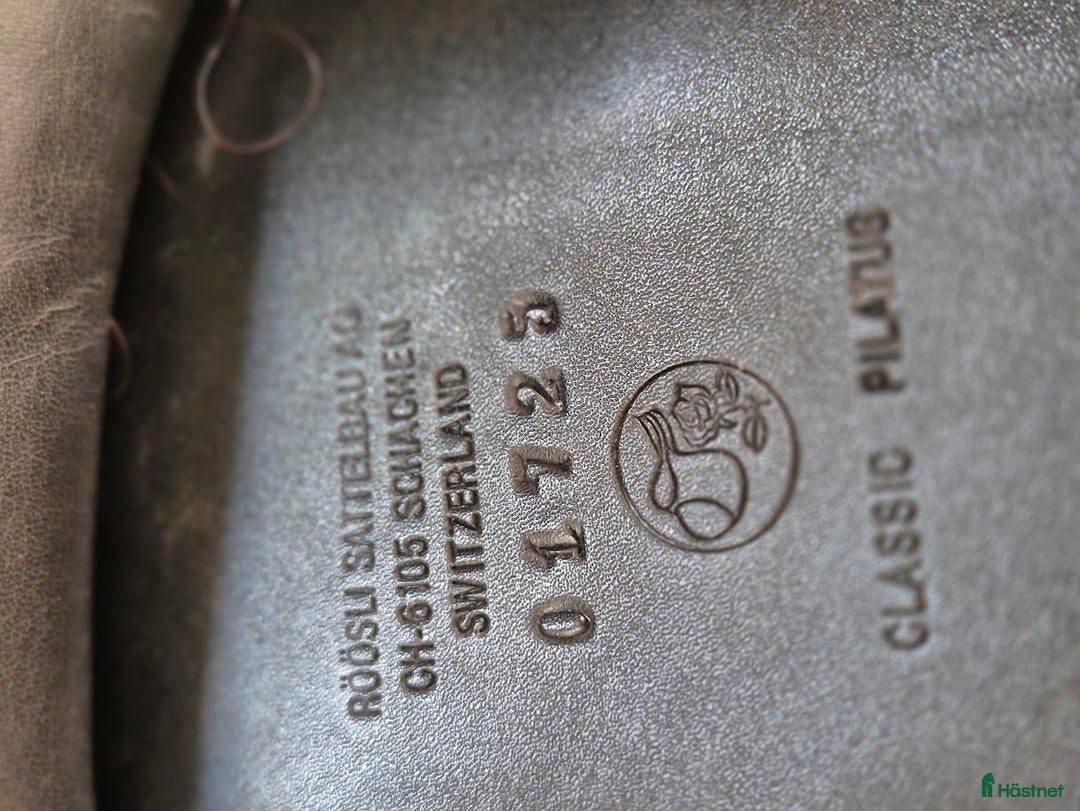 RÖÖSLI SATTELBAU AG
CH-6105 SCHACHEN
SWITZERLAND
01725
CLASSIC PILATUS
Hästnet